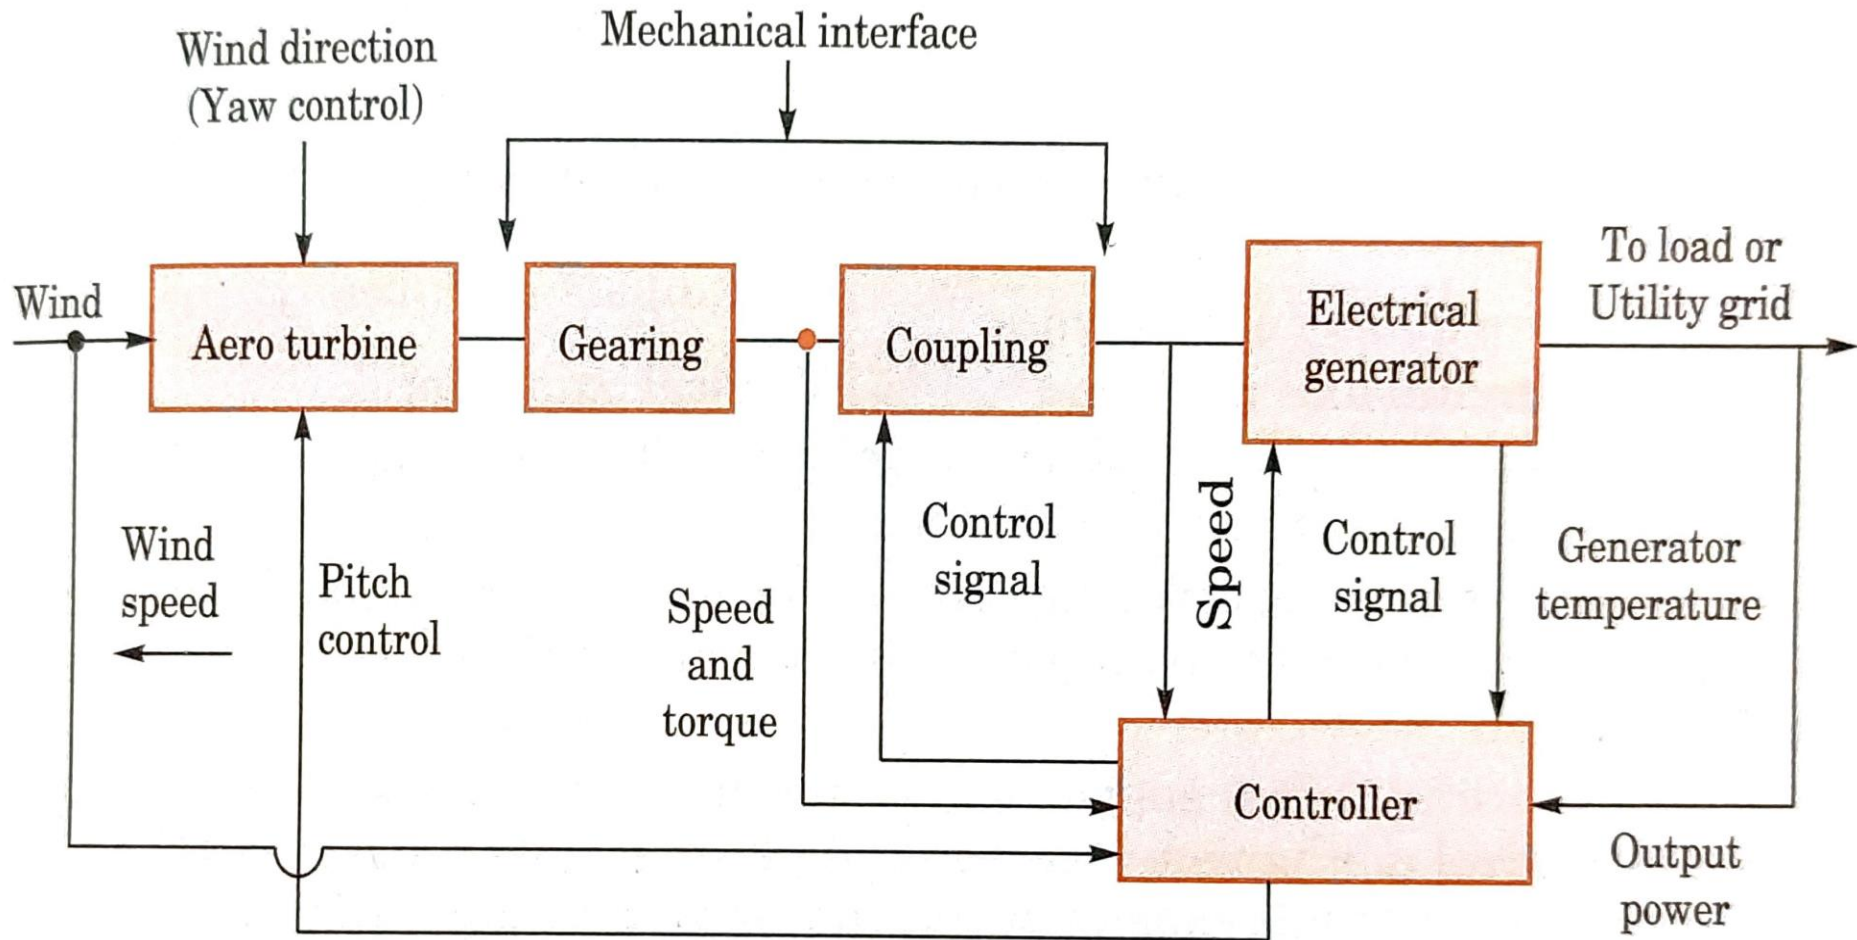 Wind direction
(Yaw control)
Mechanical interface
Wind
Aero turbine
Gearing
Coupling
Electrical
generator
To load or
Utility grid
Wind
speed
Pitch
control
Speed
and
torque
Control
signal
Speed
Control
signal
Generator
temperature
Controller
Output
power